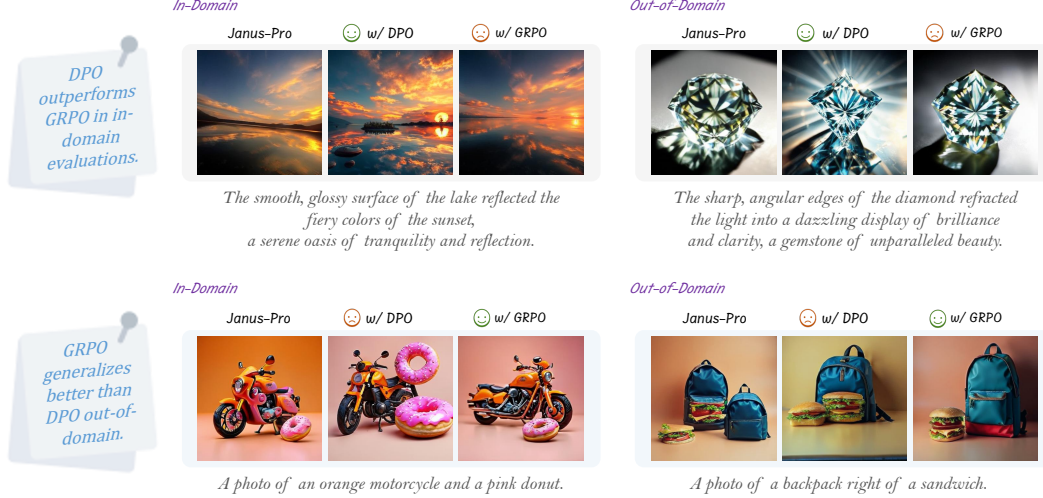 In-Domain
Out-of-Domain
Janus-Pro
w/ DPO
w/ GRPO
Janus-Pro
w/ DPO
w/ GRPO
DPO
outperforms
GRPO in in-
domain
evaluations.
The smooth, glossy surface of the lake reflected the
fiery colors of the sunset,
a serene oasis of tranquility and reflection.
The sharp, angular edges of the diamond refracted
the light into a dazzling display of brilliance
and clarity, a gemstone of unparalleled beauty.
In-Domain
Out-of-Domain
Janus-Pro
w/ DPO
w/ GRPO
Janus-Pro
w/ DPO
w/ GRPO
GRPO
generalizes
better than
DPO out-of-
domain.
A photo of an orange motorcycle and a pink donut.
A photo of a backpack right of a sandwich.